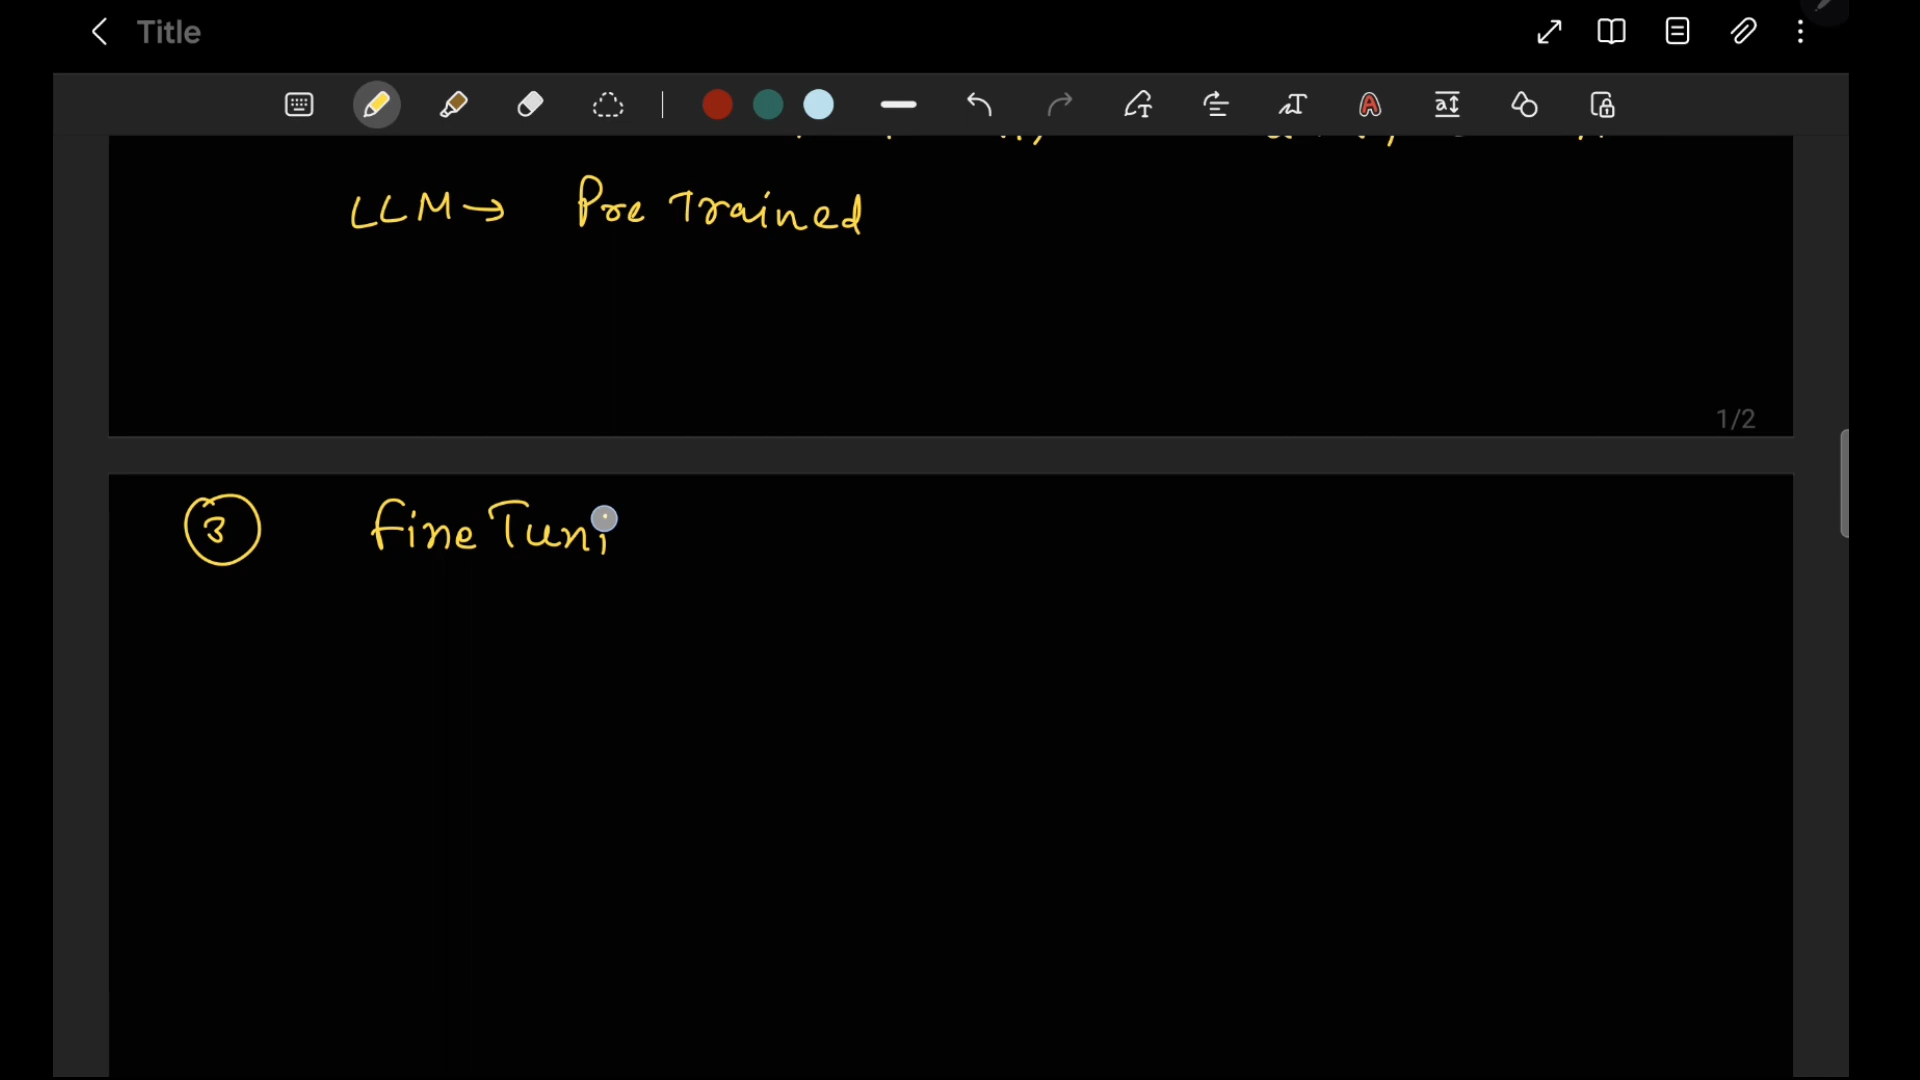 Title
LLM → Pre Trained
1/2
3 fine Tuni